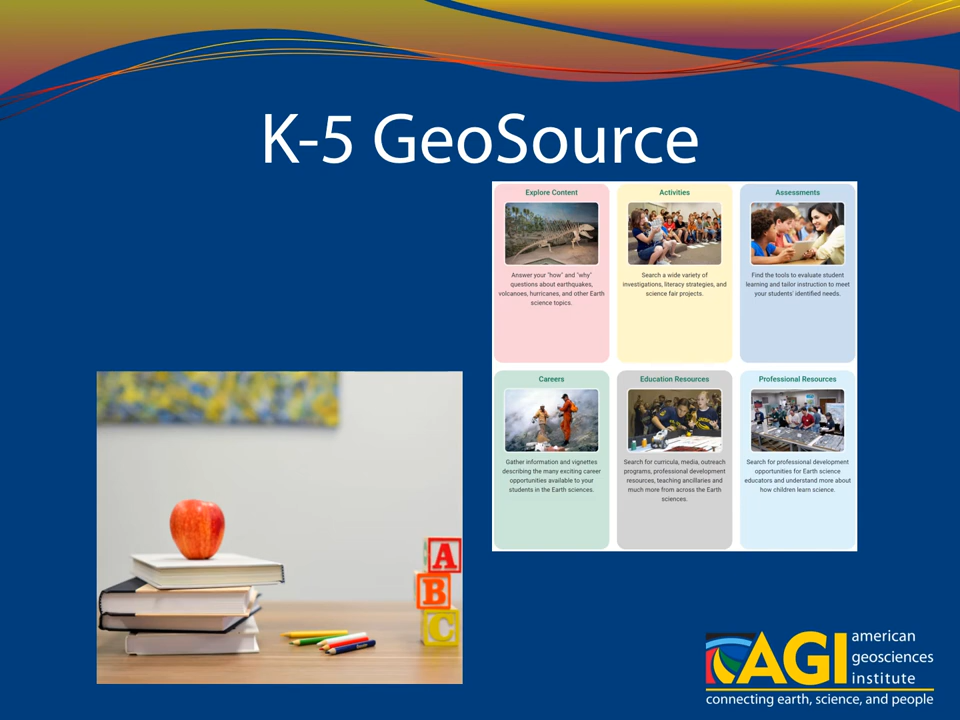 K-5 GeoSource
Explore Content
Answer your "how" and "why"
questions about earthquakes,
volcanoes, hurricanes, and other Earth
science topics.
Activities
Search a wide variety of
investigations, literacy strategies, and
science fair projects.
Assessments
Find the tools to evaluate student
learning and tailor instruction to meet
your students' identified needs.
Careers
Gather information and vignettes
describing the many exciting career
opportunities available to your
students in the Earth sciences.
Education Resources
Search for curricula, media, outreach
programs, professional development
resources, teaching ancillaries and
much more from across the Earth
sciences.
Professional Resources
Search for professional development
opportunities for Earth science
educators and understand more about
how children learn science.
A
B
C
AGI
american
geosciences
institute
connecting earth, science, and people